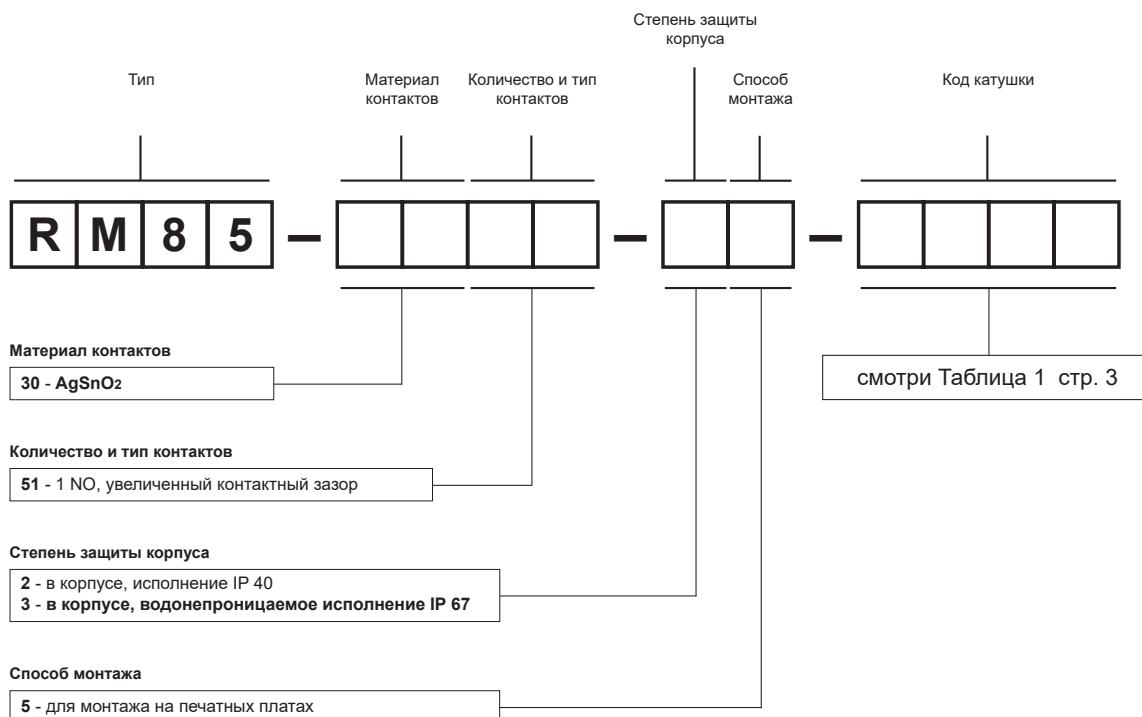 Степень защиты
корпуса
Тип
Материал
контактов
Количество и тип
контактов
Способ
монтажа
Код катушки
RM85 – –  –
Материал контактов
30 - AgSnO2
смотри Таблица 1 стр. 3
Количество и тип контактов
51 - 1 NO, увеличенный контактный зазор
Степень защиты корпуса
2 - в корпусе, исполнение IP 40
3 - в корпусе, водонепроницаемое исполнение IP 67
Способ монтажа
5 - для монтажа на печатных платах